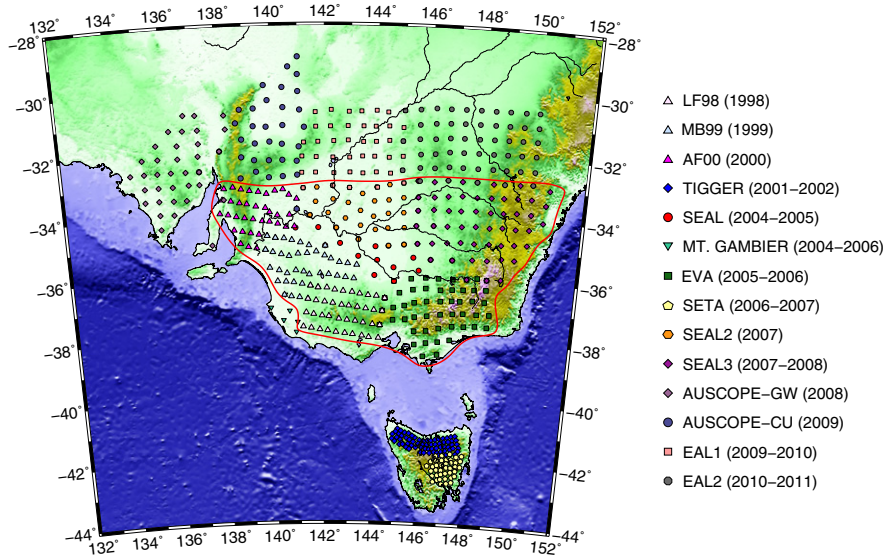 132° 134° 136° 138° 140° 142° 144° 146° 148° 150° 152°
−28° −28°
−30° −30°
−32° −32°
−34° −34°
−36° −36°
−38° −38°
−40° −40°
−42° −42°
−44° −44°
132° 134° 136° 138° 140° 142° 144° 146° 148° 150° 152°
LF98 (1998)
MB99 (1999)
AF00 (2000)
TIGGER (2001−2002)
SEAL (2004−2005)
MT. GAMBIER (2004−2006)
EVA (2005−2006)
SETA (2006−2007)
SEAL2 (2007)
SEAL3 (2007−2008)
AUSCOPE−GW (2008)
AUSCOPE−CU (2009)
EAL1 (2009−2010)
EAL2 (2010−2011)